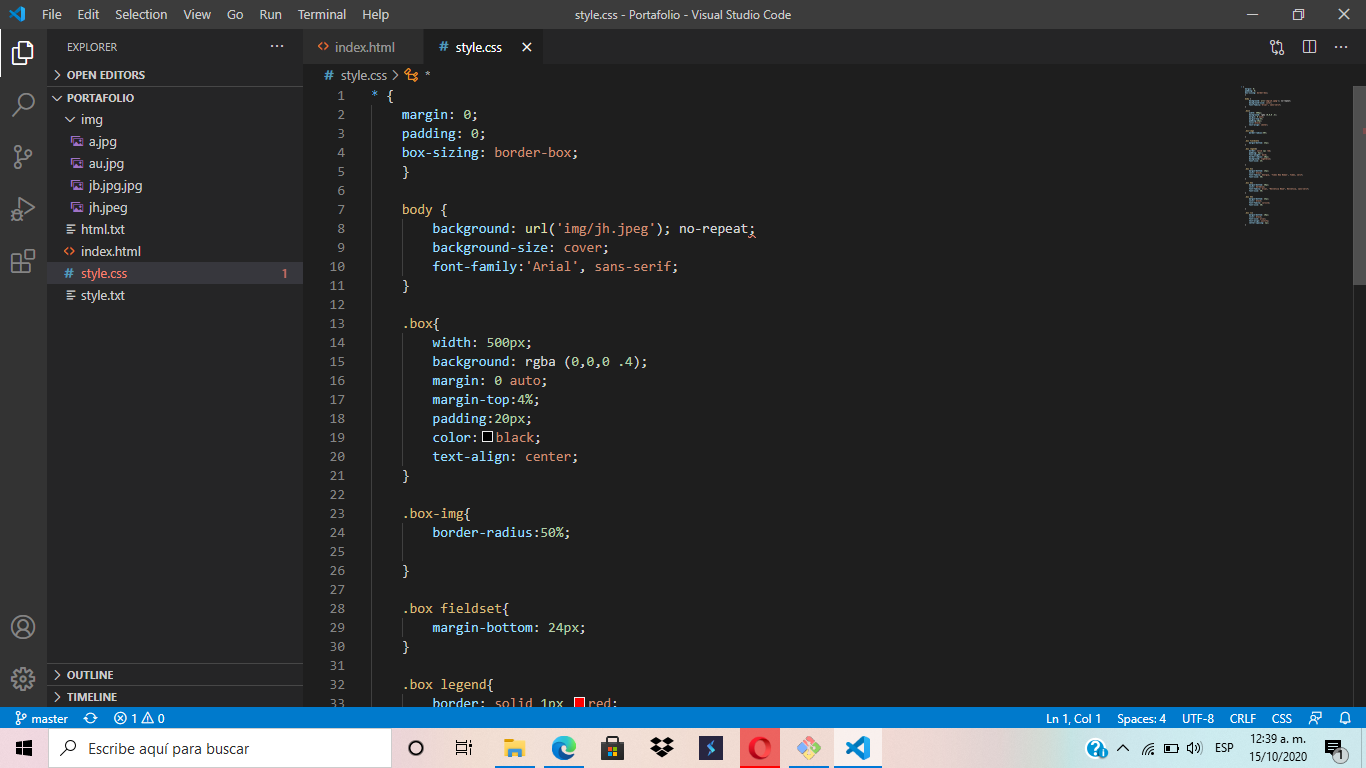 File Edit Selection View Go Run Terminal Help style.css - Portafolio - Visual Studio Code
EXPLORER ···
OPEN EDITORS
PORTAFOLIO
img
a.jpg
au.jpg
jb.jpg.jpg
jh.jpeg
html.txt
<> index.html
# style.css 1
style.txt
OUTLINE
TIMELINE
<> index.html # style.css
# style.css > *
1 * {
2 margin: 0;
3 padding: 0;
4 box-sizing: border-box;
5 }
6
7 body {
8 background: url('img/jh.jpeg'); no-repeat;
9 background-size: cover;
10 font-family:'Arial', sans-serif;
11 }
12
13 .box{
14 width: 500px;
15 background: rgba (0,0,0 .4);
16 margin: 0 auto;
17 margin-top:4%;
18 padding:20px;
19 color: black;
20 text-align: center;
21 }
22
23 .box-img{
24 border-radius:50%;
25
26 }
27
28 .box fieldset{
29 margin-bottom: 24px;
30 }
31
32 .box legend{
33 border: solid 1px red;
master 1 0 Ln 1, Col 1 Spaces: 4 UTF-8 CRLF CSS
Escribe aquí para buscar
ESP
12:39 a. m.
15/10/2020
1